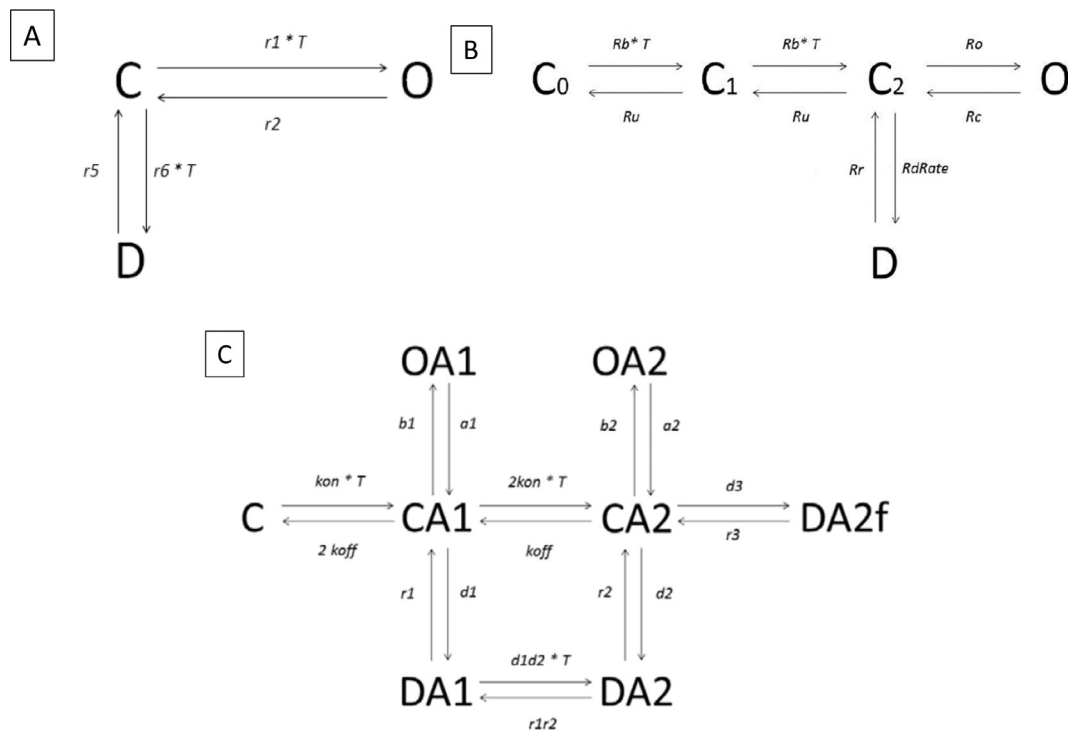 A
r1 * T
C O
r2
r5 r6 * T
D
B
Rb* T Rb* T Ro
C0 C1 C2 O
Ru Ru Rc
Rr RdRate
D
C
OA1 OA2
b1 a1 b2 a2
kon * T 2kon * T d3
C CA1 CA2 DA2f
2 koff koff r3
r1 d1 r2 d2
d1d2 * T
DA1 DA2
r1r2